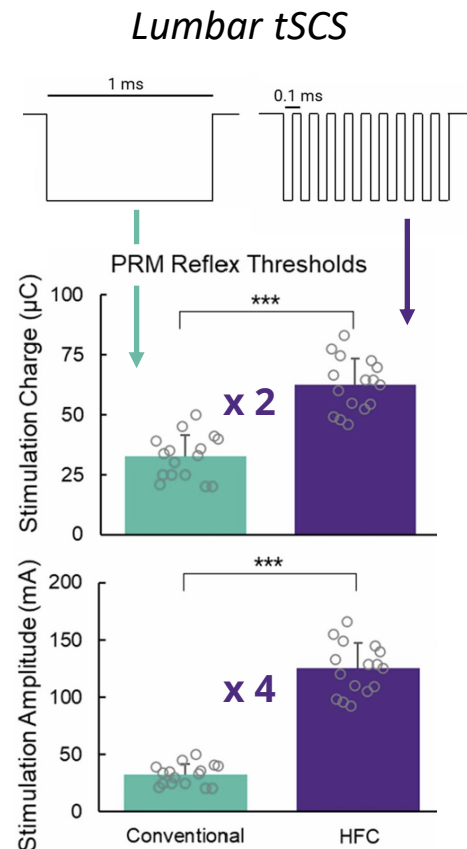 Lumbar tSCS
1 ms
0.1 ms
PRM Reflex Thresholds
Stimulation Charge (µC)
100
75
50
25
0
***
x 2
Stimulation Amplitude (mA)
200
150
100
50
0
***
x 4
Conventional
HFC